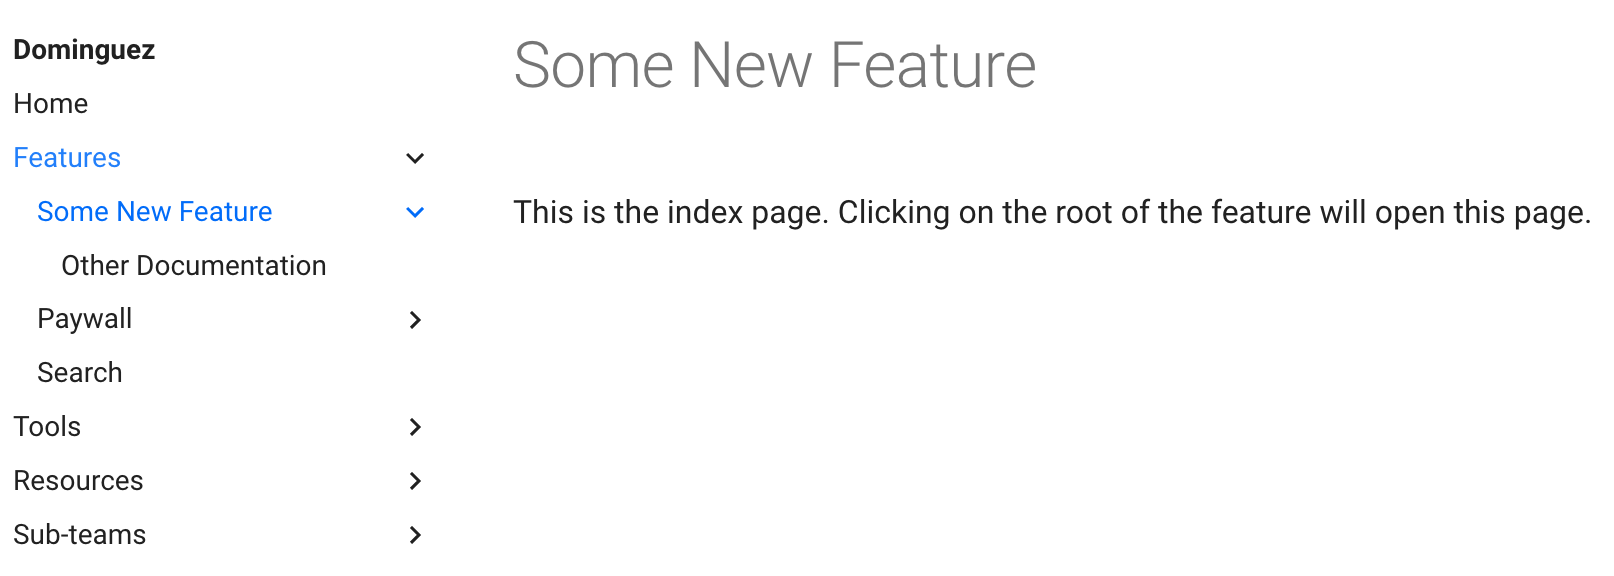 Dominguez
Home
Features
Some New Feature
Other Documentation
Paywall
Search
Tools
Resources
Sub-teams
Some New Feature
This is the index page. Clicking on the root of the feature will open this page.